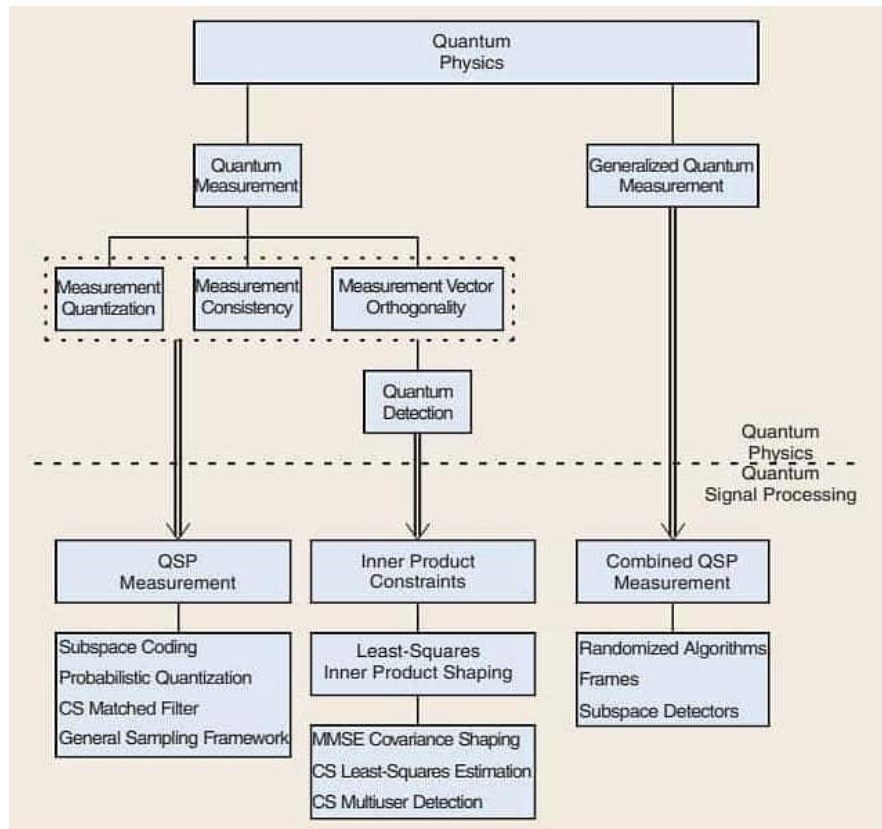 Quantum
Physics
Quantum
Measurement
Generalized Quantum
Measurement
Measurement
Quantization
Measurement
Consistency
Measurement Vector
Orthogonality
Quantum
Detection
Quantum
Physics
Quantum
Signal Processing
QSP
Measurement
Inner Product
Constraints
Combined QSP
Measurement
Subspace Coding
Probabilistic Quantization
CS Matched Filter
General Sampling Framework
Least-Squares
Inner Product Shaping
MMSE Covariance Shaping
CS Least-Squares Estimation
CS Multiuser Detection
Randomized Algorithms
Frames
Subspace Detectors